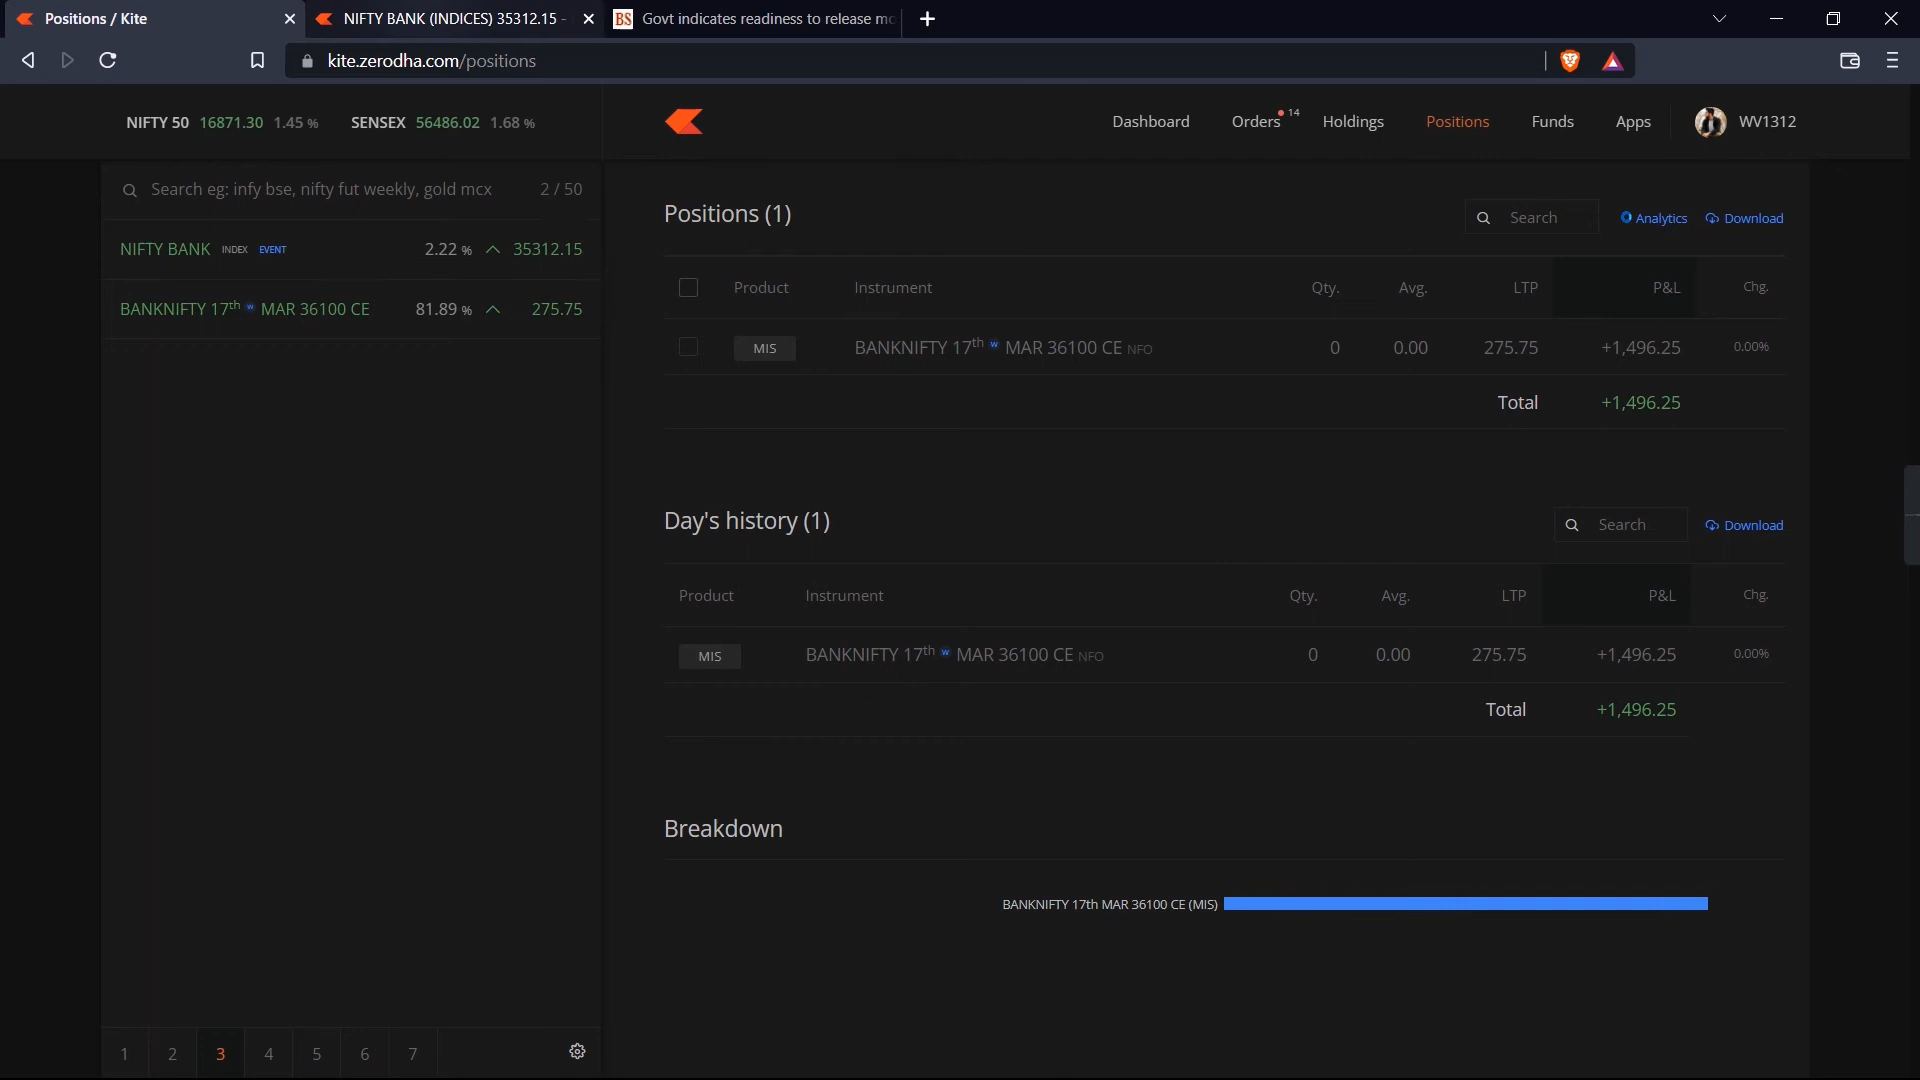 Positions / Kite
NIFTY BANK (INDICES) 35312.15 -
BS Govt indicates readiness to release mo
kite.zerodha.com/positions
NIFTY 50 16871.30 1.45 % SENSEX 56486.02 1.68 %
Dashboard Orders 14 Holdings Positions Funds Apps WV1312
Search eg: infy bse, nifty fut weekly, gold mcx 2 / 50
NIFTY BANK INDEX EVENT 2.22 % 35312.15
BANKNIFTY 17th w MAR 36100 CE 81.89 % 275.75
Positions (1)
Search Analytics Download
Product Instrument Qty. Avg. LTP P&L Chg.
MIS BANKNIFTY 17th w MAR 36100 CE NFO 0 0.00 275.75 +1,496.25 0.00%
Total +1,496.25
Day's history (1)
Search Download
Product Instrument Qty. Avg. LTP P&L Chg.
MIS BANKNIFTY 17th w MAR 36100 CE NFO 0 0.00 275.75 +1,496.25 0.00%
Total +1,496.25
Breakdown
BANKNIFTY 17th MAR 36100 CE (MIS)
1 2 3 4 5 6 7